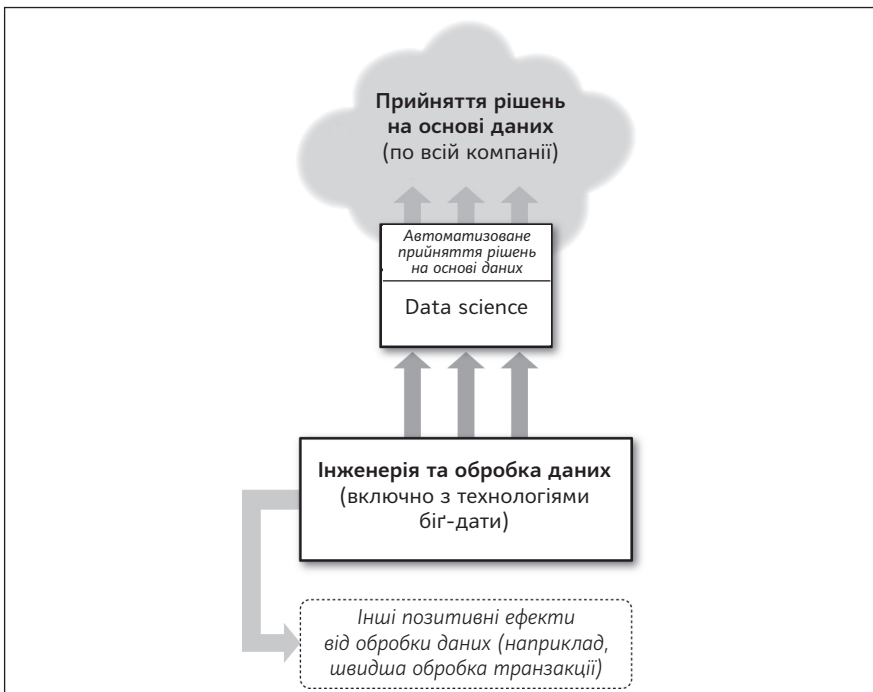 Прийняття рішень
на основі даних
(по всій компанії)
Автоматизоване
прийняття рішень
на основі даних
Data science
Інженерія та обробка даних
(включно з технологіями
біґ-дати)
Інші позитивні ефекти
від обробки даних (наприклад,
швидша обробка транзакції)